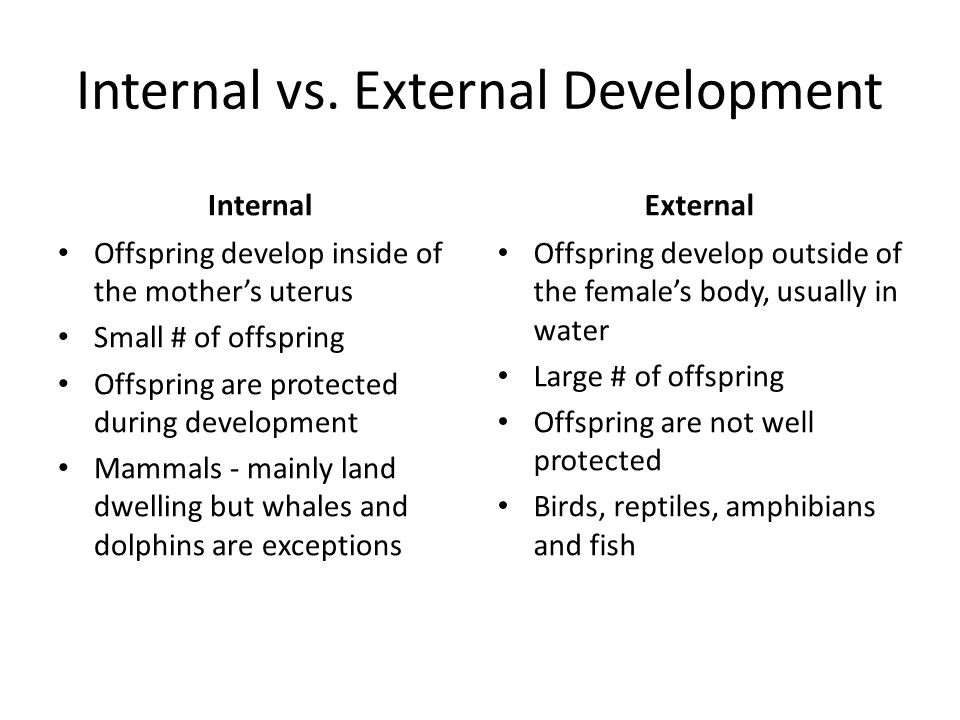 Internal vs. External Development
Internal
• Offspring develop inside of
the mother’s uterus
• Small # of offspring
• Offspring are protected
during development
• Mammals - mainly land
dwelling but whales and
dolphins are exceptions
External
• Offspring develop outside of
the female’s body, usually in
water
• Large # of offspring
• Offspring are not well
protected
• Birds, reptiles, amphibians
and fish